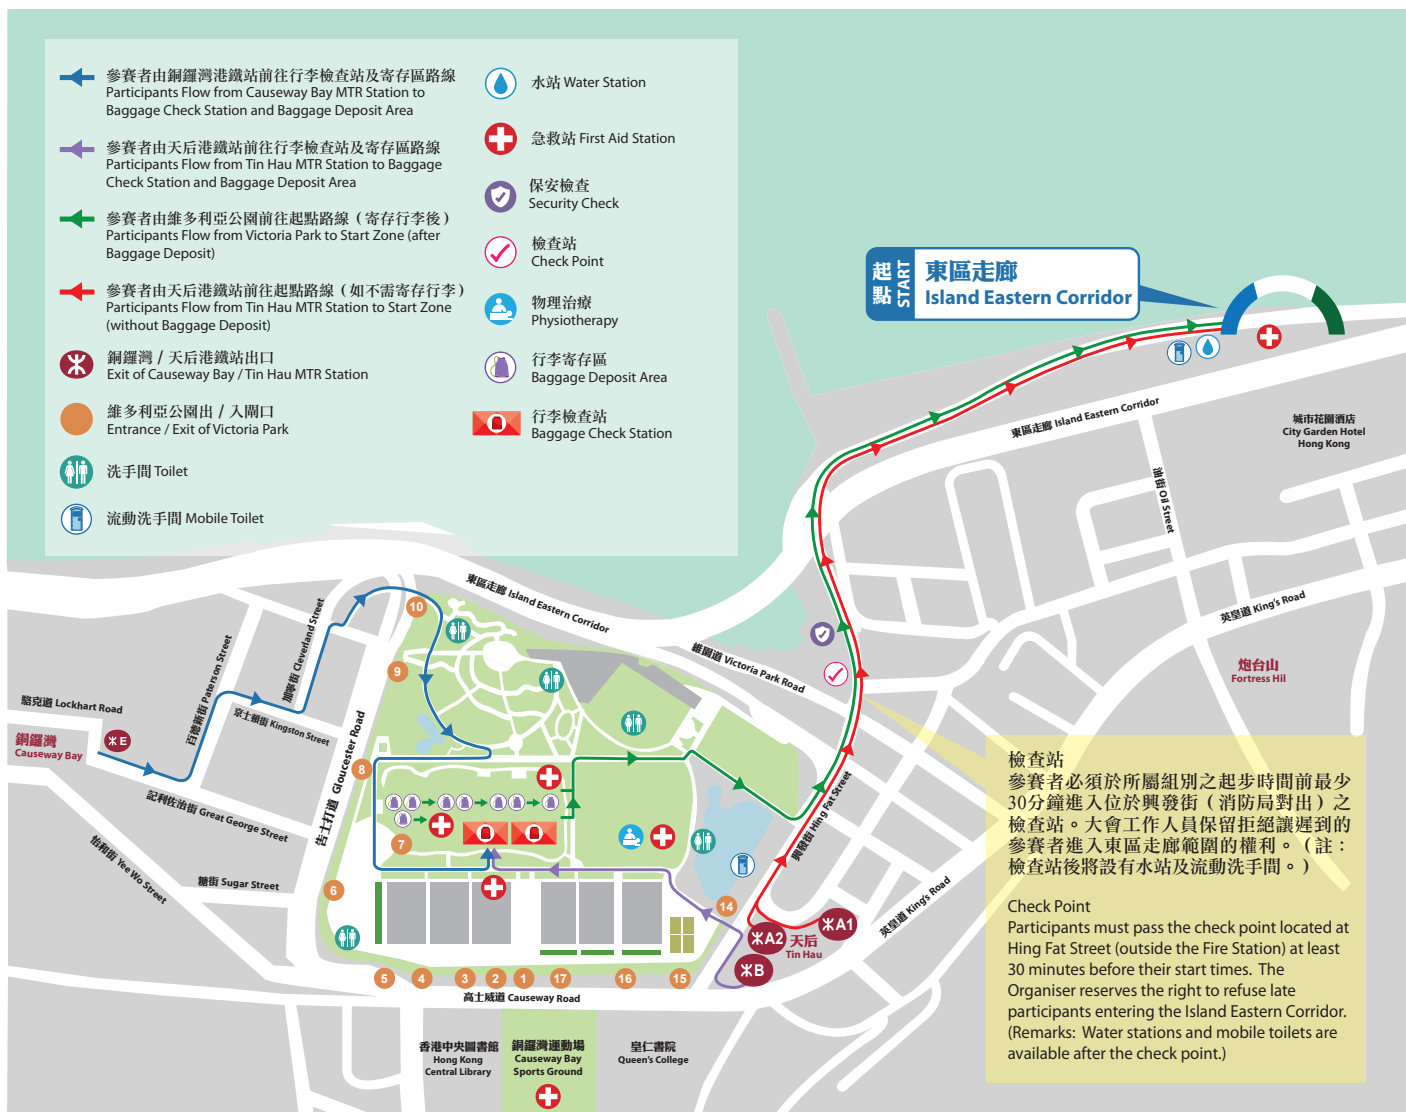 參賽者由銅鑼灣港鐵站前往行李檢查站及寄存區路線
Participants Flow from Causeway Bay MTR Station to
Baggage Check Station and Baggage Deposit Area
參賽者由天后港鐵站前往行李檢查站及寄存區路線
Participants Flow from Tin Hau MTR Station to Baggage
Check Station and Baggage Deposit Area
參賽者由維多利亞公園前往起點路線（寄存行李後）
Participants Flow from Victoria Park to Start Zone (after
Baggage Deposit)
參賽者由天后港鐵站前往起點路線（如不需寄存行李）
Participants Flow from Tin Hau MTR Station to Start Zone
(without Baggage Deposit)
銅鑼灣 / 天后港鐵站出口
Exit of Causeway Bay / Tin Hau MTR Station
維多利亞公園出 / 入閘口
Entrance / Exit of Victoria Park
洗手間 Toilet
流動洗手間 Mobile Toilet
水站 Water Station
急救站 First Aid Station
保安檢查
Security Check
檢查站
Check Point
物理治療
Physiotherapy
行李寄存區
Baggage Deposit Area
行李檢查站
Baggage Check Station
起點
START
東區走廊
Island Eastern Corridor
東區走廊 Island Eastern Corridor
城市花園酒店
City Garden Hotel
Hong Kong
油街 Oil Street
英皇道 King's Road
炮台山
Fortress Hil
東區走廊 Island Eastern Corridor
維園道 Victoria Park Road
駱克道 Lockhart Road
銅鑼灣
Causeway Bay
E
百德新街 Paterson Street
加寧街 Cleverland Street
京士頓街 Kingston Street
記利佐治街 Great George Street
告士打道 Gloucester Road
怡和街 Yee Wo Street
糖街 Sugar Street
10
9
8
7
6
5
4
3
2
1
17
16
15
14
興發街 Hing Fat Street
英皇道 King's Road
A1
A2
B
天后
Tin Hau
高士威道 Causeway Road
香港中央圖書館
Hong Kong
Central Library
銅鑼灣運動場
Causeway Bay
Sports Ground
皇仁書院
Queen's College
檢查站
參賽者必須於所屬組別之起步時間前最少
30分鐘進入位於興發街（消防局對出）之
檢查站。大會工作人員保留拒絕讓遲到的
參賽者進入東區走廊範圍的權利。（註：
檢查站後將設有水站及流動洗手間。）
Check Point
Participants must pass the check point located at
Hing Fat Street (outside the Fire Station) at least
30 minutes before their start times. The
Organiser reserves the right to refuse late
participants entering the Island Eastern Corridor.
(Remarks: Water stations and mobile toilets are
available after the check point.)